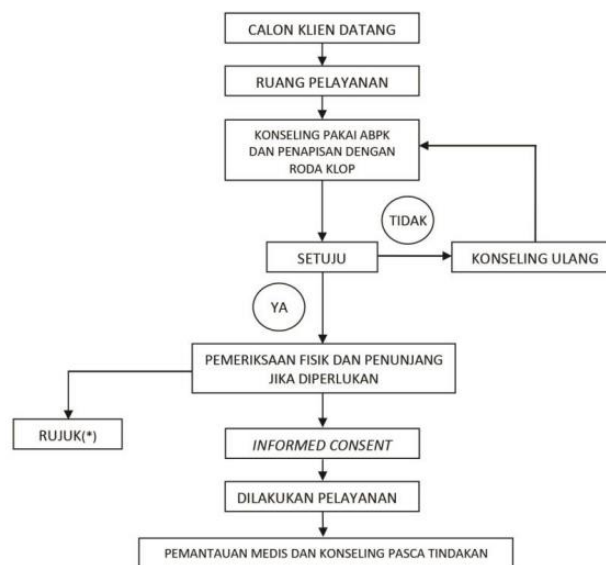 CALON KLIEN DATANG
RUANG PELAYANAN
KONSELING PAKAI ABPK
DAN PENAPISAN DENGAN
RODA KLOP
TIDAK
SETUJU
KONSELING ULANG
YA
PEMERIKSAAN FISIK DAN PENUNJANG
JIKA DIPERLUKAN
RUJUK(*)
INFORMED CONSENT
DILAKUKAN PELAYANAN
PEMANTAUAN MEDIS DAN KONSELING PASCA TINDAKAN